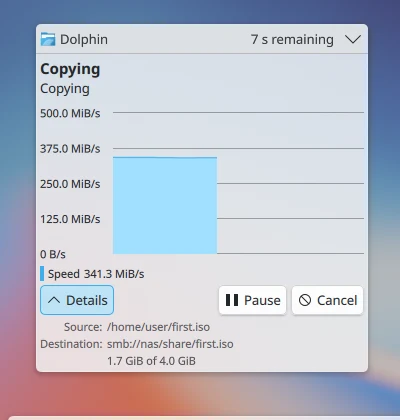 Dolphin 7 s remaining
Copying
Copying
500.0 MiB/s
375.0 MiB/s
250.0 MiB/s
125.0 MiB/s
0 B/s
Speed 341.3 MiB/s
Details Pause Cancel
Source: /home/user/first.iso
Destination: smb://nas/share/first.iso
1.7 GiB of 4.0 GiB